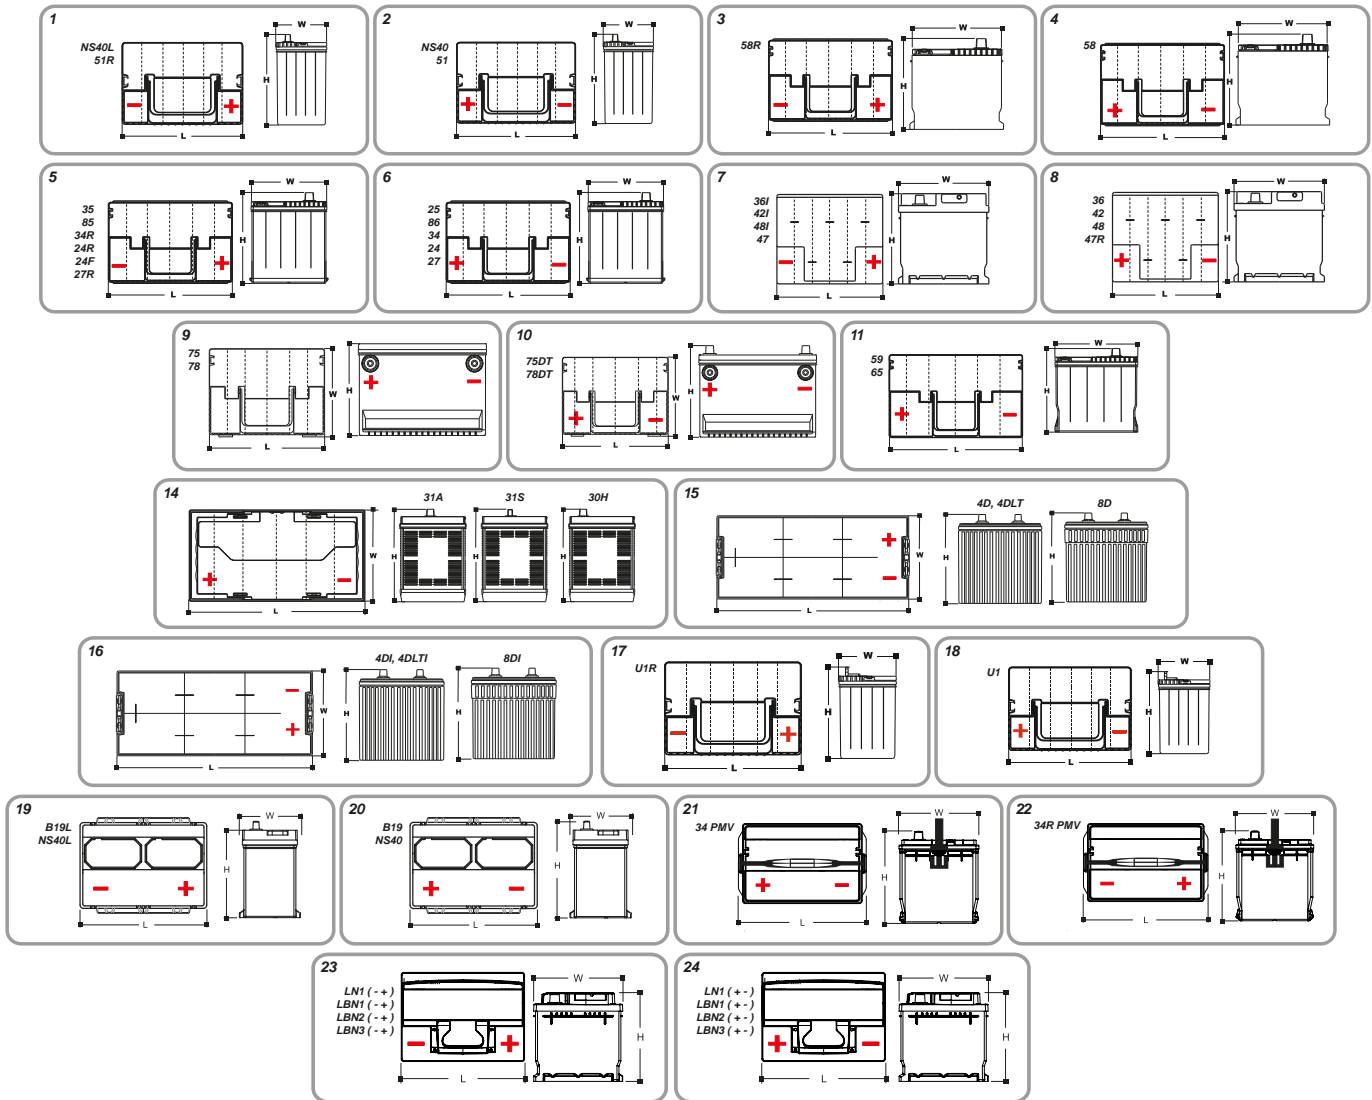 1
NS40L
51R
W
H
L
2
NS40
51
W
H
L
3
58R
W
H
L
4
58
W
H
L
5
35
85
34R
24R
24F
27R
W
H
L
6
25
86
34
24
27
W
H
L
7
36I
42I
48I
47
W
H
L
8
36
42
48
47R
W
H
L
9
75
78
W
L
H
10
75DT
78DT
W
L
H
11
59
65
W
H
L
14
31A
31S
30H
W
L
H
H
H
15
4D, 4DLT
8D
W
L
H
H
16
4DI, 4DLTI
8DI
W
L
H
H
17
U1R
W
H
L
18
U1
W
H
L
19
B19L
NS40L
W
H
L
20
B19
NS40
W
H
L
21
34 PMV
W
H
L
22
34R PMV
W
H
L
23
LN1 ( - + )
LBN1 ( - + )
LBN2 ( - + )
LBN3 ( - + )
W
H
L
24
LN1 ( + - )
LBN1 ( + - )
LBN2 ( + - )
LBN3 ( + - )
W
H
L